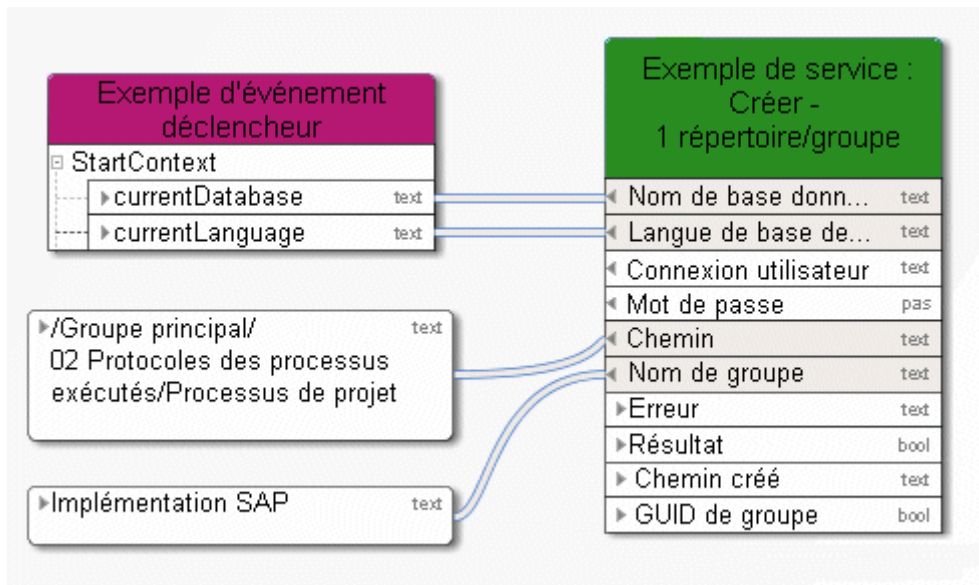 Exemple d'événement
déclencheur
StartContext
currentDatabase text
currentLanguage text
/Groupe principal/ text
02 Protocoles des processus
exécutés/Processus de projet
Implémentation SAP text
Exemple de service :
Créer -
1 répertoire/groupe
Nom de base donn... text
Langue de base de... text
Connexion utilisateur text
Mot de passe pas
Chemin text
Nom de groupe text
Erreur text
Résultat bool
Chemin créé text
GUID de groupe bool